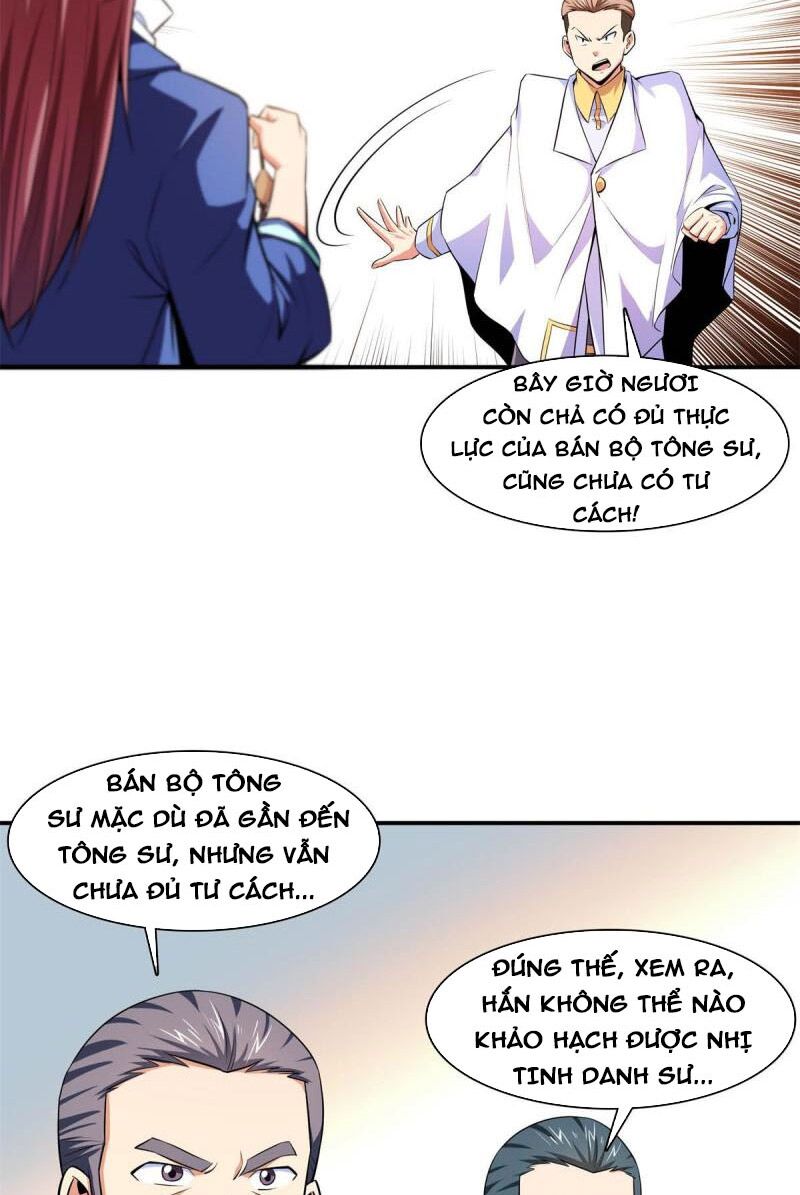 BÂY GIỜ NGƯƠI
CÒN CHẢ CÓ ĐỦ THỰC
LỰC CỦA BÁN BỘ TÔNG SƯ,
CŨNG CHƯA CÓ TƯ
CÁCH!
BÁN BỘ TÔNG
SƯ MẶC DÙ ĐÃ GẦN ĐẾN
TÔNG SƯ, NHƯNG VẪN
CHƯA ĐỦ TƯ CÁCH...
ĐÚNG THẾ, XEM RA,
HẮN KHÔNG THỂ NÀO
KHẢO HẠCH ĐƯỢC NHỊ
TINH DANH SƯ...